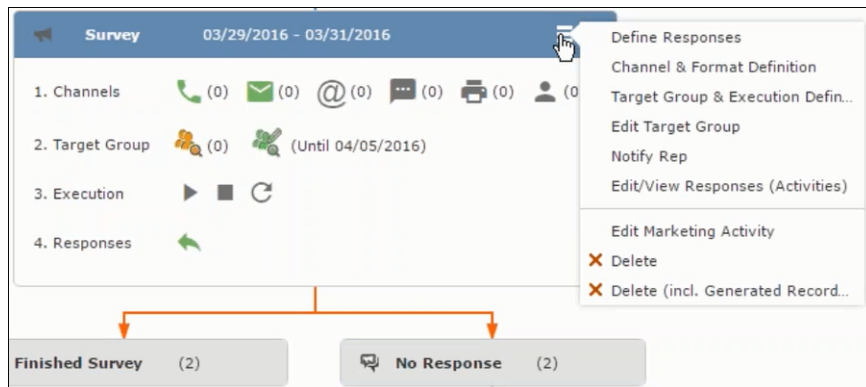 Survey 03/29/2016 - 03/31/2016
Define Responses
Channel & Format Definition
1. Channels (0) (0) @ (0) (0) (0) (0
Target Group & Execution Defin...
Edit Target Group
2. Target Group (0) (Until 04/05/2016)
Notify Rep
Edit/View Responses (Activities)
3. Execution
Edit Marketing Activity
4. Responses
Delete
Delete (incl. Generated Record...
Finished Survey (2)
No Response (2)